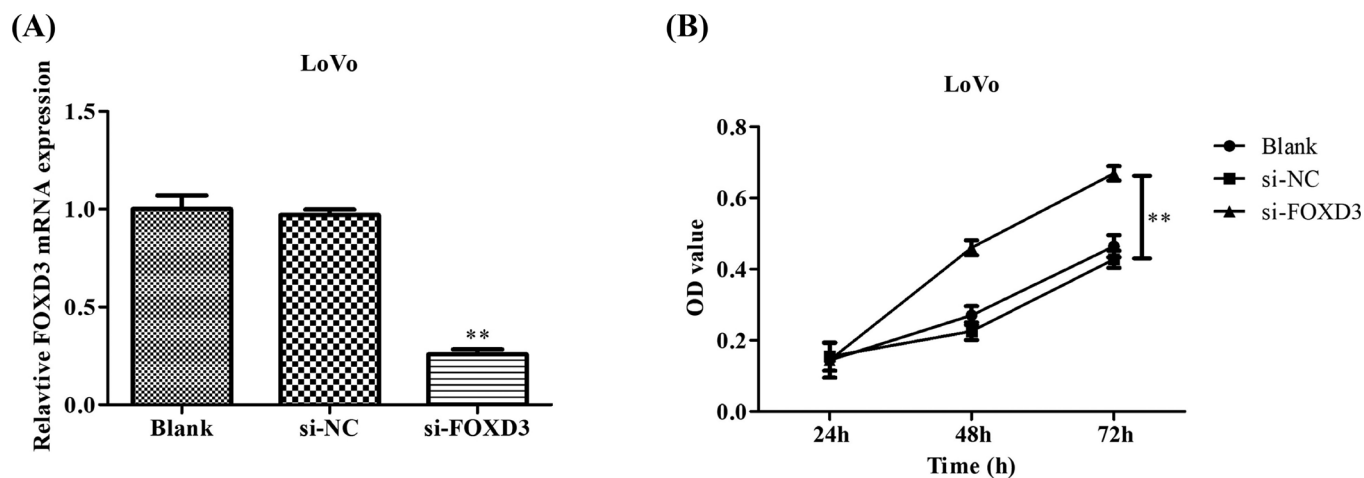 (A)
LoVo
Relavtive FOXD3 mRNA expression
1.5
1.0
0.5
0.0
**
Blank
si-NC
si-FOXD3
(B)
LoVo
OD value
0.8
0.6
0.4
0.2
0.0
**
24h
48h
72h
Time (h)
Blank
si-NC
si-FOXD3